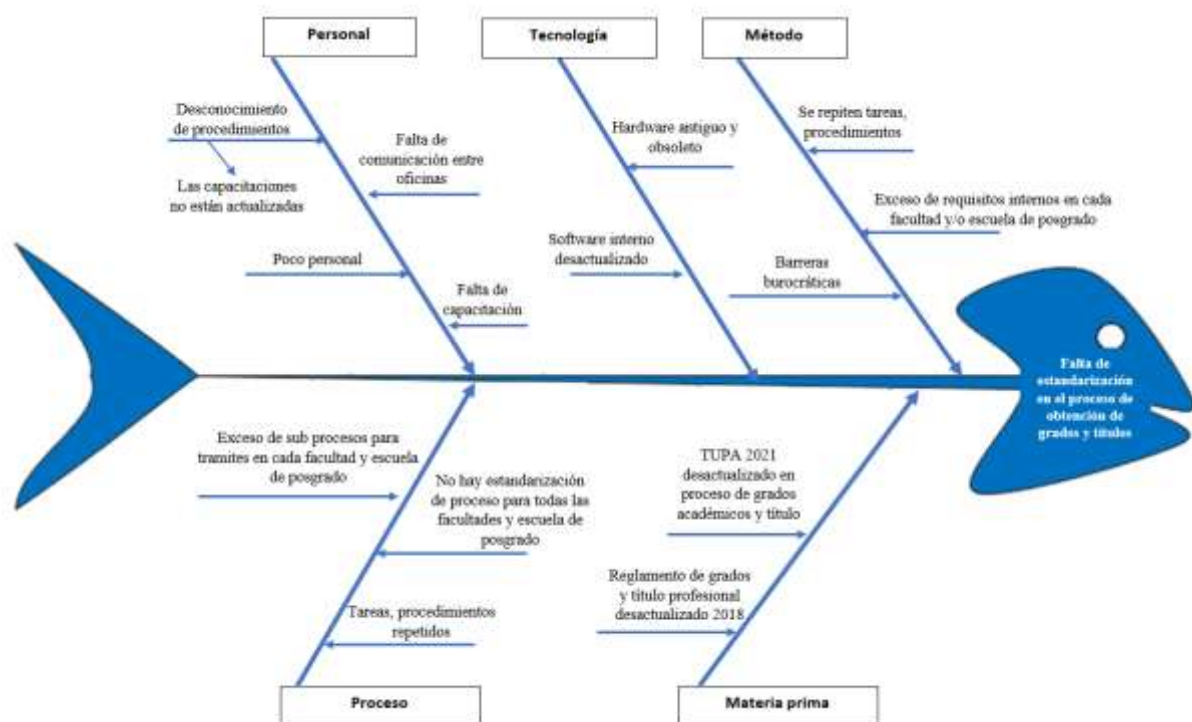 Personal
Tecnología
Método
Desconocimiento
de procedimientos
Las capacitaciones
no están actualizadas
Falta de
comunicación entre
oficinas
Poco personal
Falta de
capacitación
Hardware antiguo y
obsoleto
Software interno
desactualizado
Se repiten tareas,
procedimientos
Exceso de requisitos internos en cada
facultad y/o escuela de posgrado
Barreras
burocráticas
Falta de
estandarización
en el proceso de
obtención de
grados y títulos
Exceso de sub procesos para
tramites en cada facultad y escuela
de posgrado
No hay estandarización
de proceso para todas las
facultades y escuela de
posgrado
Tareas, procedimientos
repetidos
TUPA 2021
desactualizado en
proceso de grados
académicos y título
Reglamento de grados
y título profesional
desactualizado 2018
Proceso
Materia prima